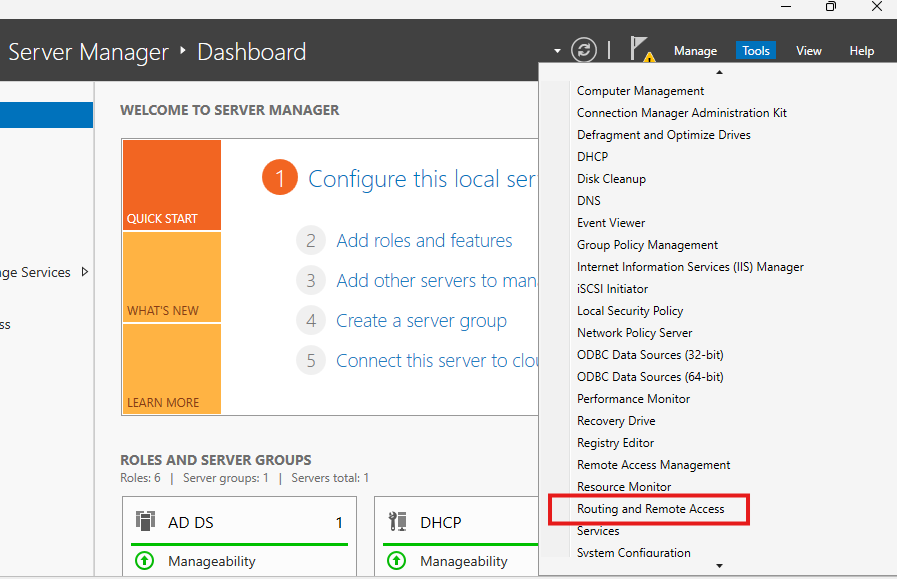 Server Manager ‣ Dashboard
Manage
Tools
View
Help
WELCOME TO SERVER MANAGER
QUICK START
WHAT'S NEW
LEARN MORE
1 Configure this local ser
2 Add roles and features
3 Add other servers to man
4 Create a server group
5 Connect this server to clou
ge Services
ss
ROLES AND SERVER GROUPS
Roles: 6 | Server groups: 1 | Servers total: 1
AD DS 1
Manageability
DHCP
Manageability
Computer Management
Connection Manager Administration Kit
Defragment and Optimize Drives
DHCP
Disk Cleanup
DNS
Event Viewer
Group Policy Management
Internet Information Services (IIS) Manager
iSCSI Initiator
Local Security Policy
Network Policy Server
ODBC Data Sources (32-bit)
ODBC Data Sources (64-bit)
Performance Monitor
Recovery Drive
Registry Editor
Remote Access Management
Resource Monitor
Routing and Remote Access
Services
System Configuration